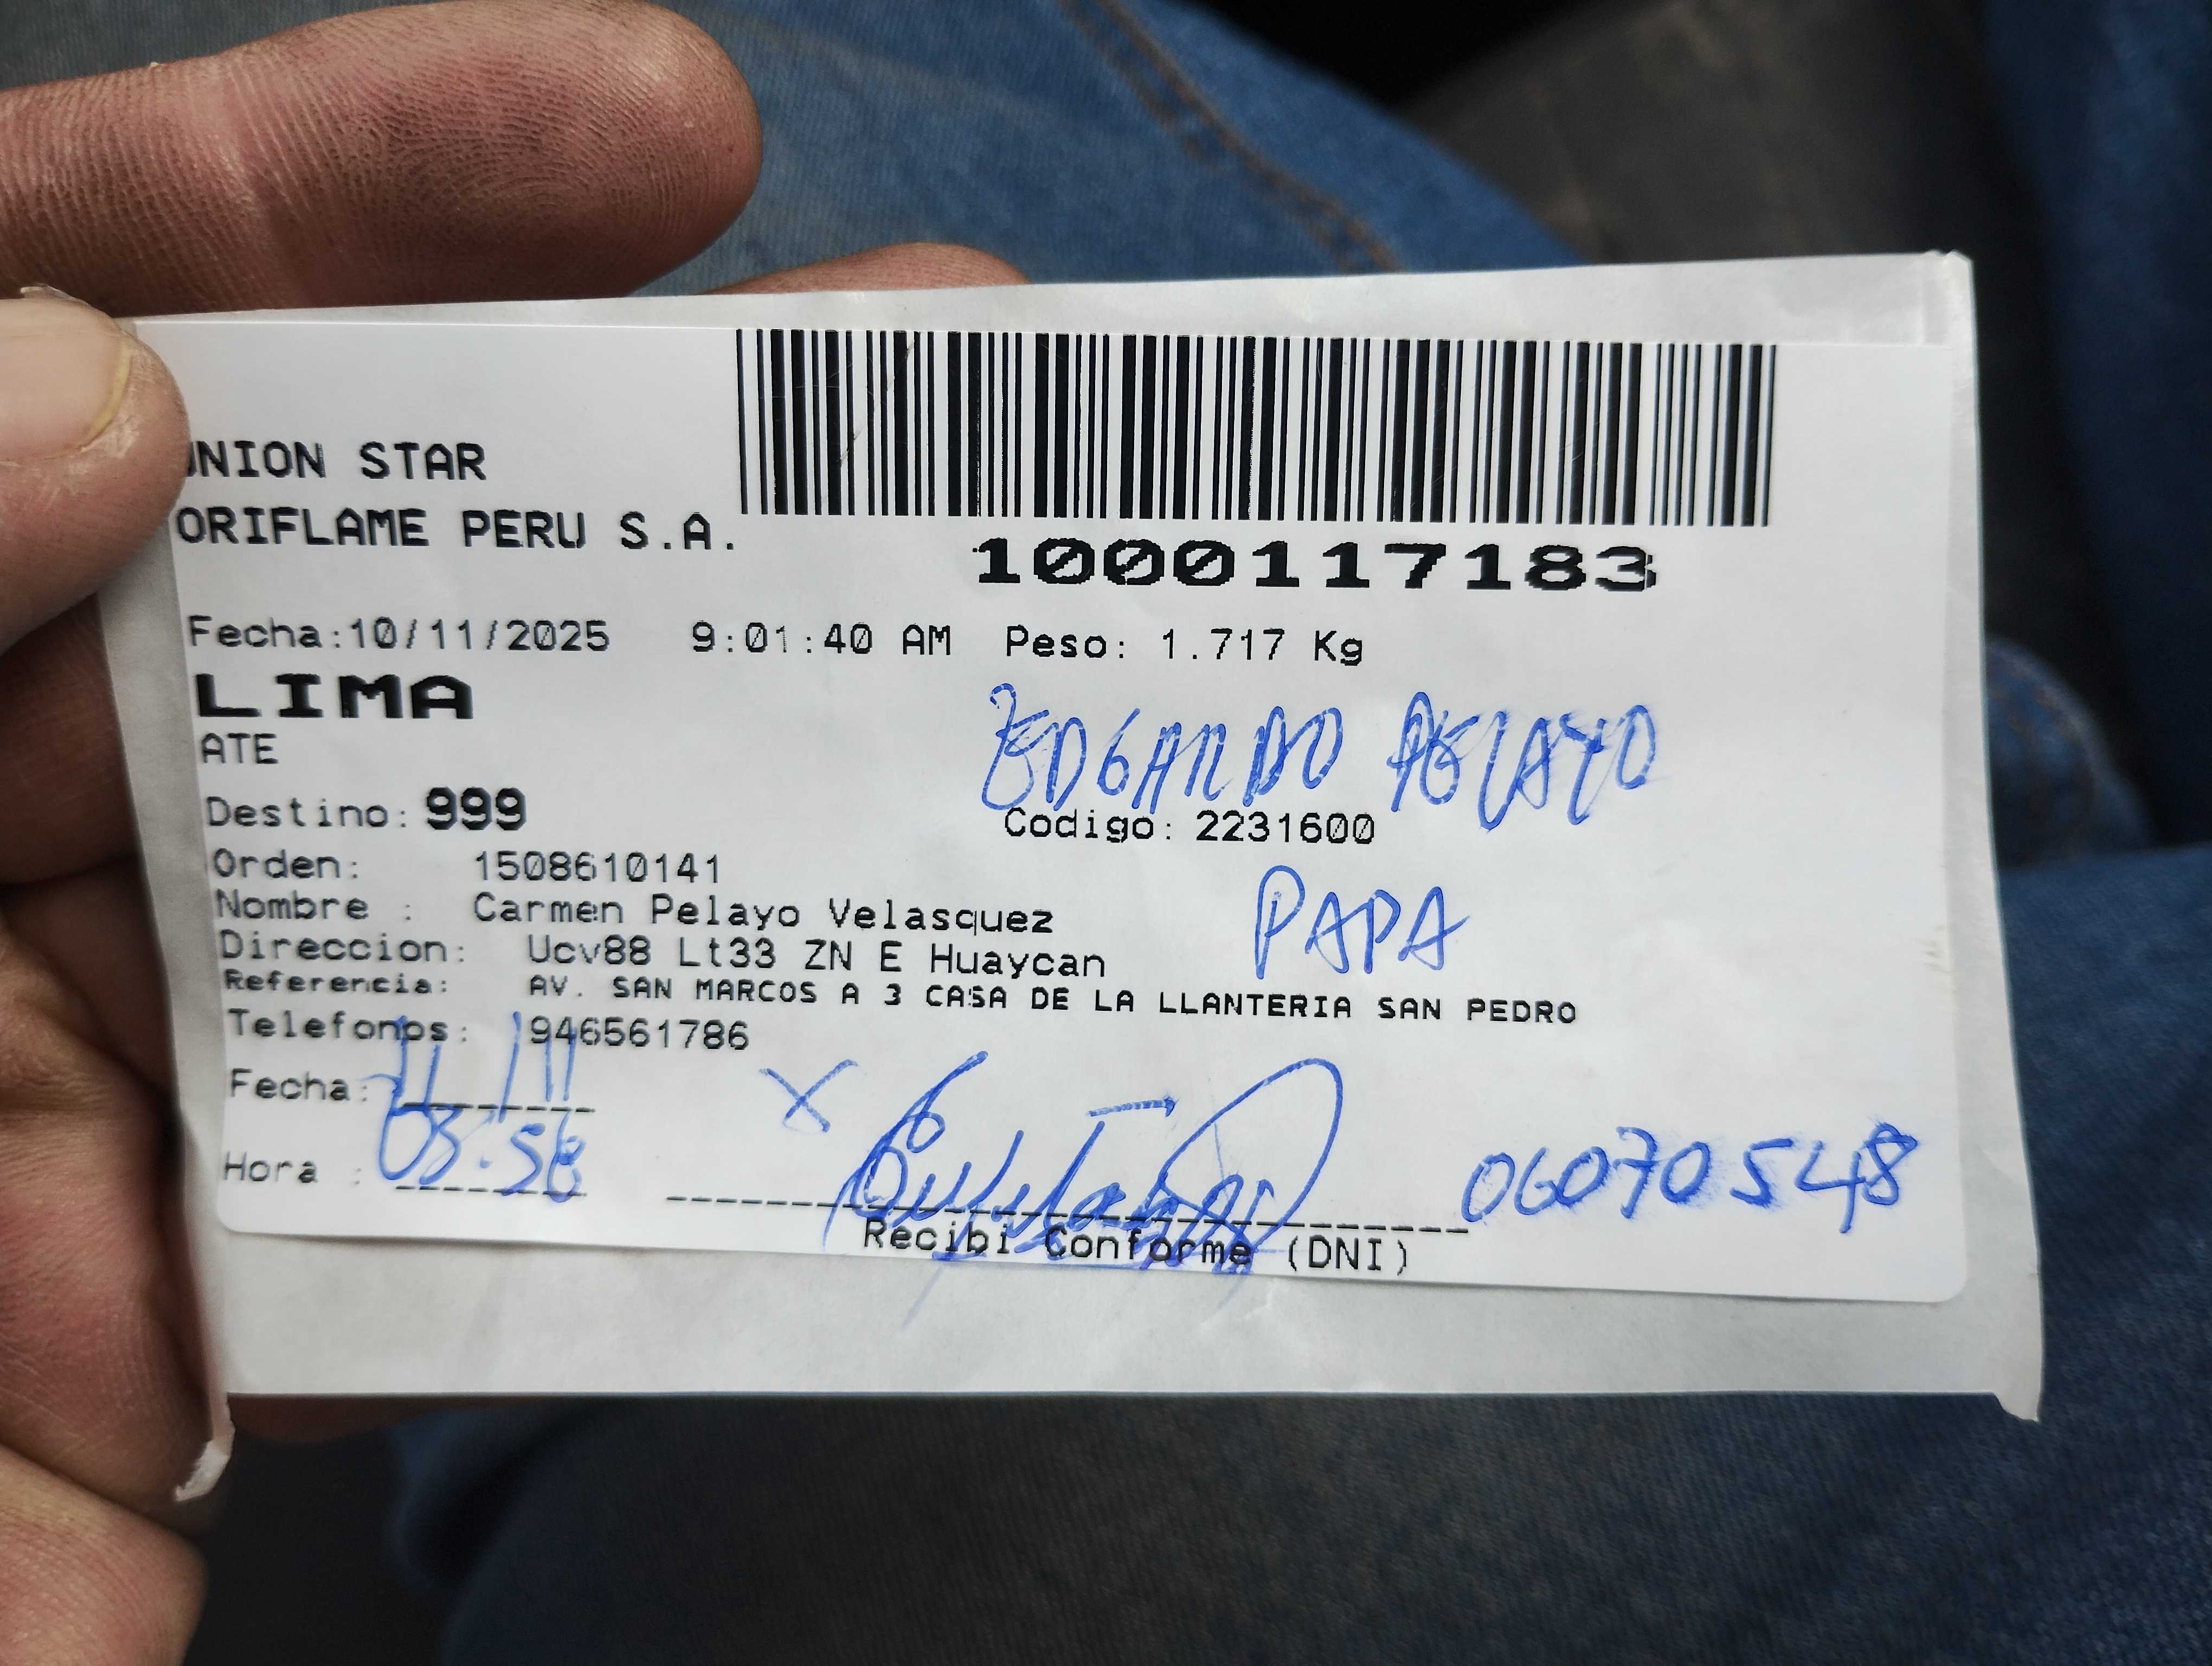 UNION STAR
ORIFLAME PERU S.A.
1000117183
Fecha:10/11/2025 9:01:40 AM Peso: 1.717 Kg
LIMA
ATE
EDGARDO PELAYO
Destino: 999
Codigo: 2231600
Orden: 1508610141
PAPA
Nombre : Carmen Pelayo Velasquez
Direccion: Ucv88 Lt33 ZN E Huaycan
Referencia: AV. SAN MARCOS A 3 CASA DE LA LLANTERIA SAN PEDRO
Telefonos: 946561786
Fecha: 11/11
Hora : 03:56
06070548
Recibi Conforme (DNI)